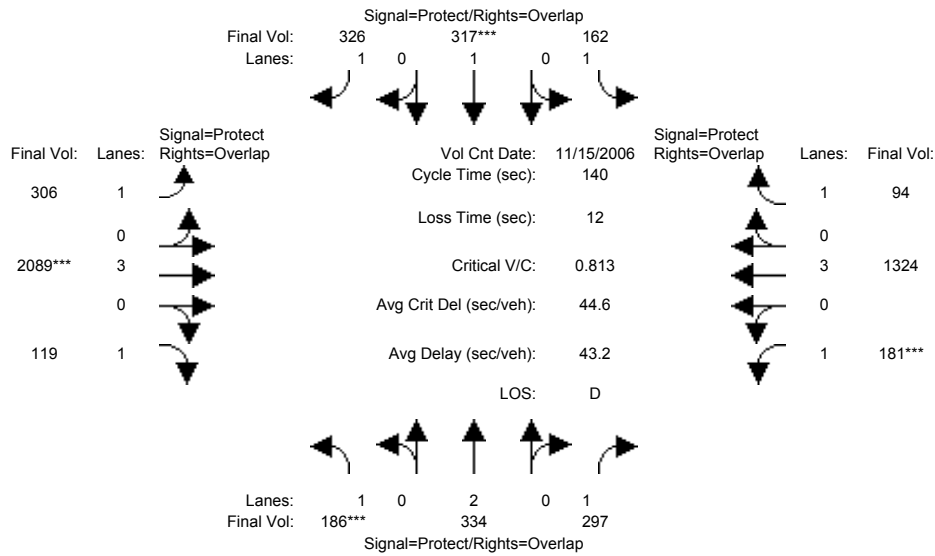 Signal=Protect/Rights=Overlap
Final Vol: 326 317*** 162
Lanes: 1 0 1 0 1
Signal=Protect
Final Vol: Lanes: Rights=Overlap
Vol Cnt Date: 11/15/2006
Signal=Protect
Rights=Overlap Lanes: Final Vol:
Cycle Time (sec): 140
306 1
1 94
Loss Time (sec): 12
0
0
2089*** 3
Critical V/C: 0.813
3 1324
0
Avg Crit Del (sec/veh): 44.6
0
119 1
Avg Delay (sec/veh): 43.2
1 181***
LOS: D
Lanes: 1 0 2 0 1
Final Vol: 186*** 334 297
Signal=Protect/Rights=Overlap